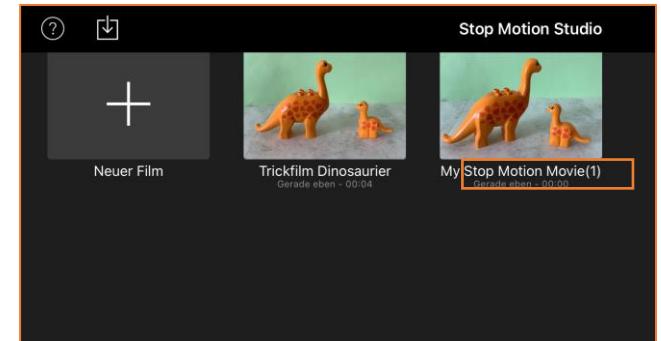 ?
Stop Motion Studio
Neuer Film
Trickfilm Dinosaurier
Gerade eben - 00:04
My Stop Motion Movie(1)
Gerade eben - 00:00